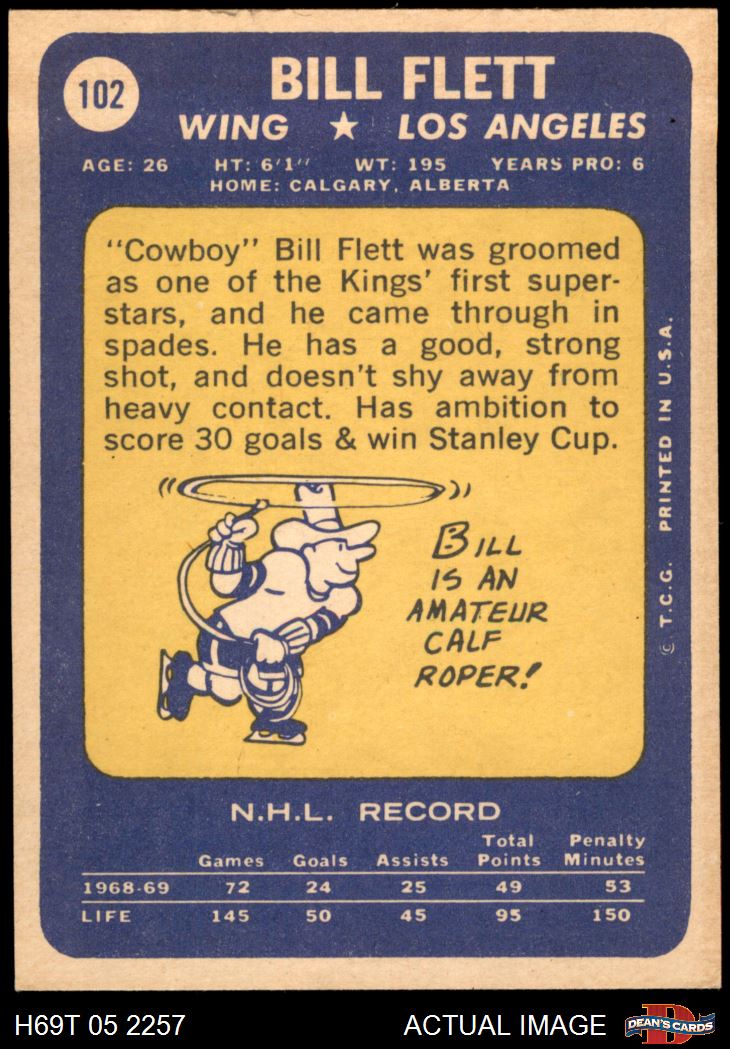 102
BILL FLETT
WING ★ LOS ANGELES
AGE: 26 HT: 6'1" WT: 195 YEARS PRO: 6
HOME: CALGARY, ALBERTA
"Cowboy" Bill Flett was groomed
as one of the Kings' first super-
stars, and he came through in
spades. He has a good, strong
shot, and doesn't shy away from
heavy contact. Has ambition to
score 30 goals & win Stanley Cup.
BILL
IS AN
AMATEUR
CALF
ROPER!
© T.C.G. PRINTED IN U.S.A.
N.H.L. RECORD
Total Penalty
Games Goals Assists Points Minutes
1968-69 72 24 25 49 53
LIFE 145 50 45 95 150
H69T 05 2257 ACTUAL IMAGE
D
DEAN'S CARDS